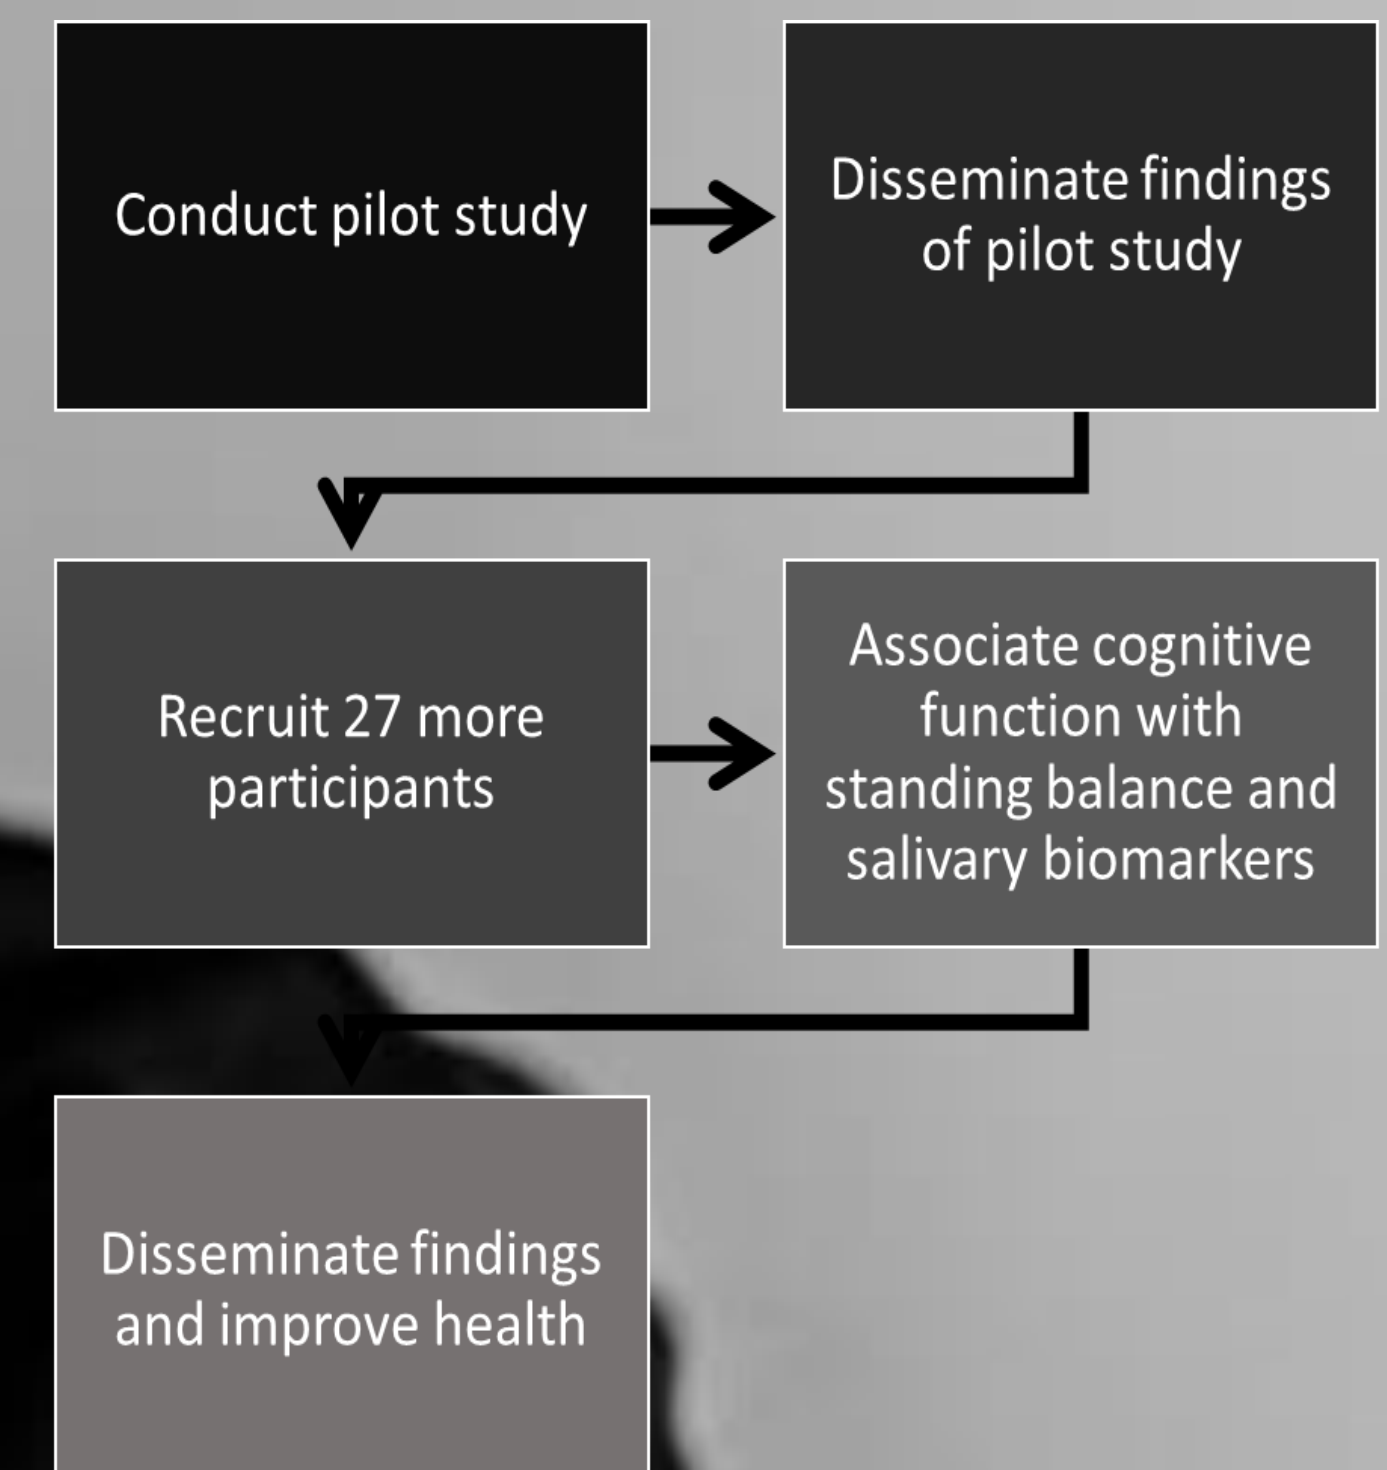 Conduct pilot study
Disseminate findings
of pilot study
Recruit 27 more
participants
Associate cognitive
function with
standing balance and
salivary biomarkers
Disseminate findings
and improve health